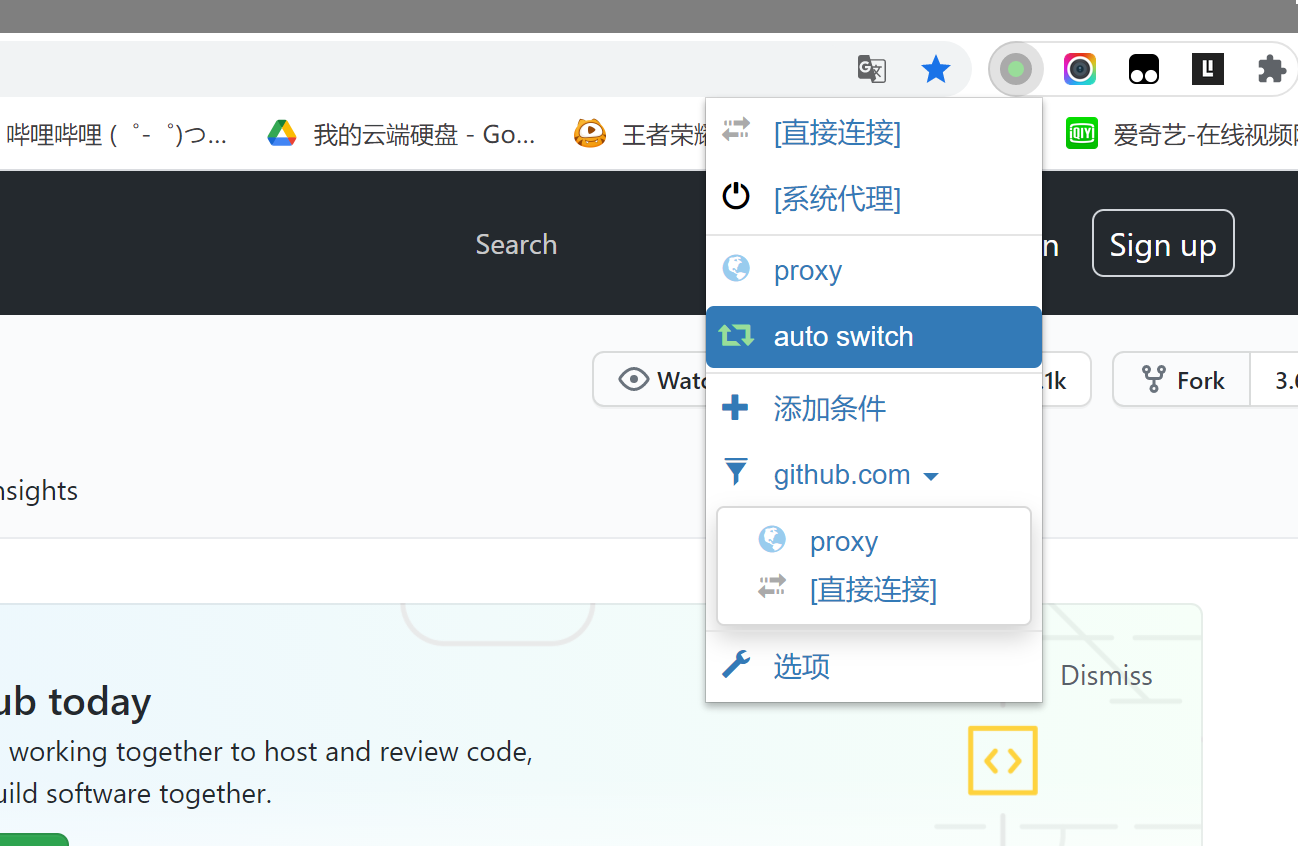 哔哩哔哩 (゜-゜)つ...
我的云端硬盘 - Go...
王者荣耀
爱奇艺-在线视频网
[直接连接]
[系统代理]
Search
n
Sign up
proxy
auto switch
Watc
.1k
Fork
3.6
添加条件
github.com
nsights
proxy
[直接连接]
选项
Dismiss
ub today
working together to host and review code,
uild software together.